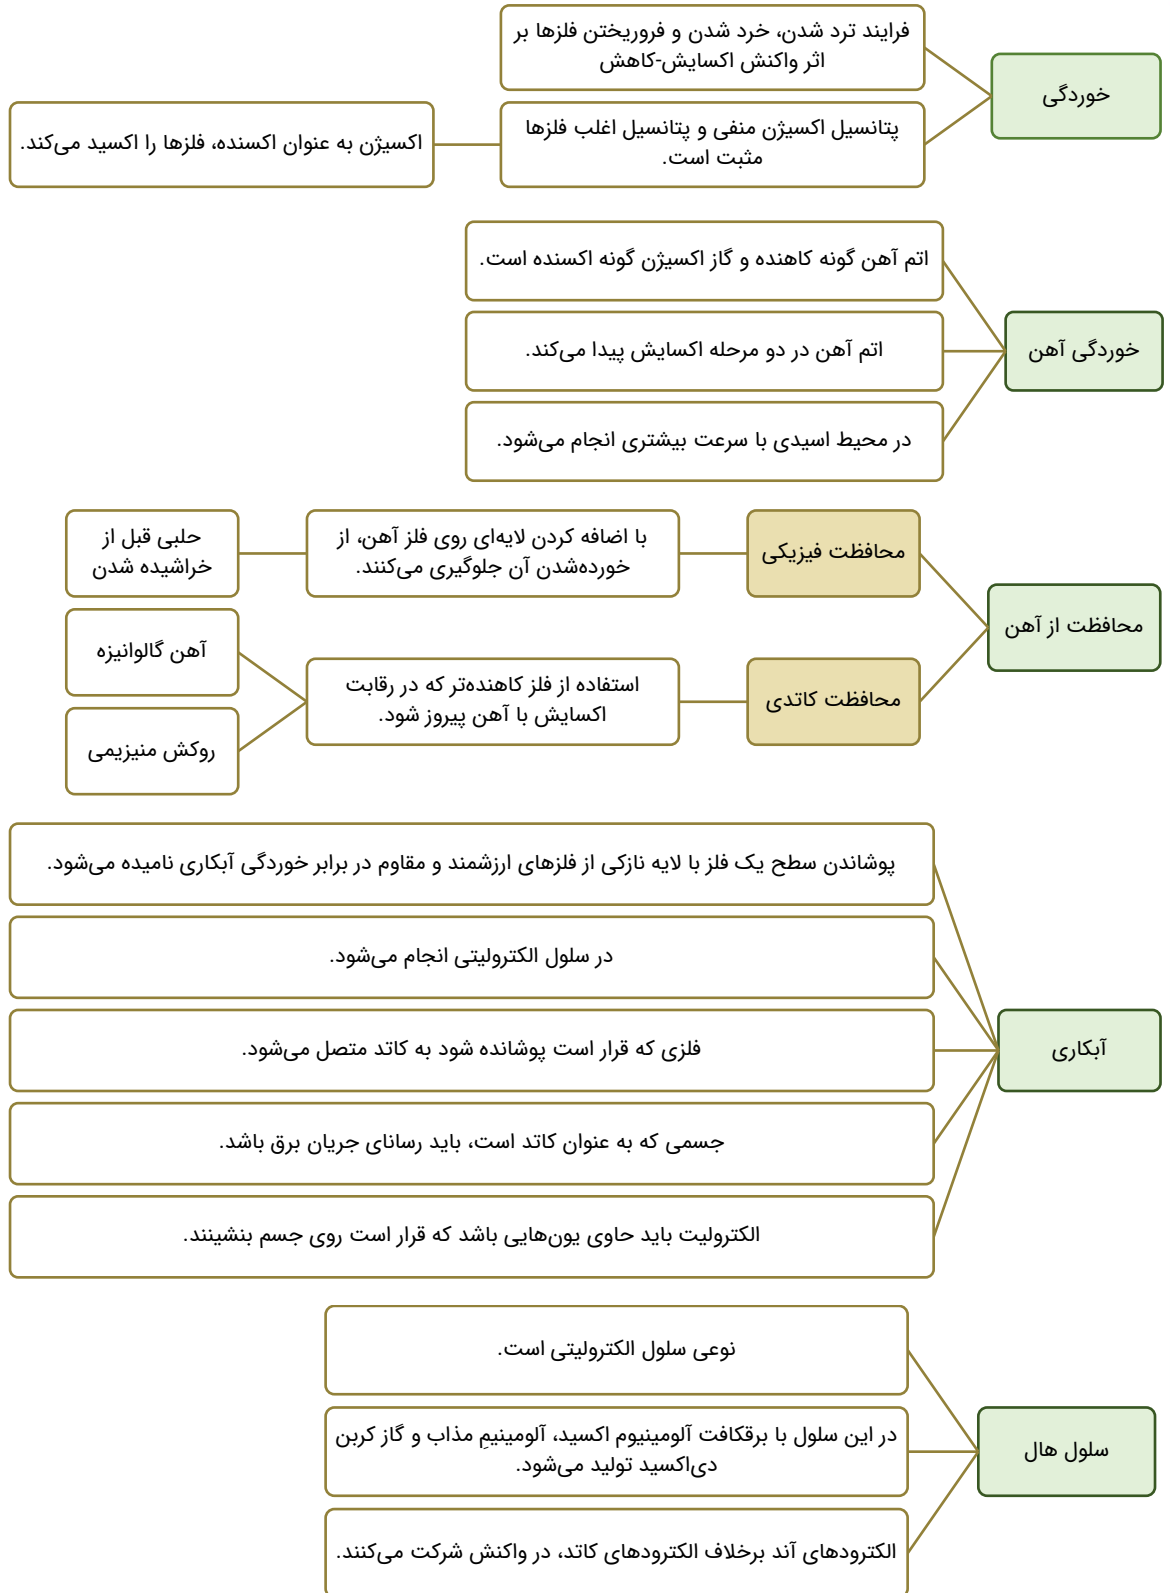 خوردگی
فرایند ترد شدن، خرد شدن و فروریختن فلزها بر
اثر واکنش اکسایش-کاهش
پتانسیل اکسیژن منفی و پتانسیل اغلب فلزها
مثبت است.
اکسیژن به عنوان اکسنده، فلزها را اکسید می‌کند.
خوردگی آهن
اتم آهن گونه کاهنده و گاز اکسیژن گونه اکسنده است.
اتم آهن در دو مرحله اکسایش پیدا می‌کند.
در محیط اسیدی با سرعت بیشتری انجام می‌شود.
محافظت از آهن
محافظت فیزیکی
با اضافه کردن لایه‌ای روی فلز آهن، از
خورده‌شدن آن جلوگیری می‌کنند.
حلبی قبل از
خراشیده شدن
محافظت کاتدی
استفاده از فلز کاهنده‌تر که در رقابت
اکسایش با آهن پیروز شود.
آهن گالوانیزه
روکش منیزیمی
آبکاری
پوشاندن سطح یک فلز با لایه نازکی از فلزهای ارزشمند و مقاوم در برابر خوردگی آبکاری نامیده می‌شود.
در سلول الکترولیتی انجام می‌شود.
فلزی که قرار است پوشانده شود به کاتد متصل می‌شود.
جسمی که به عنوان کاتد است، باید رسانای جریان برق باشد.
الکترولیت باید حاوی یون‌هایی باشد که قرار است روی جسم بنشینند.
سلول هال
نوعی سلول الکترولیتی است.
در این سلول با برقکافت آلومینیوم اکسید، آلومینیمِ مذاب و گاز کربن
دی‌اکسید تولید می‌شود.
الکترودهای آند برخلاف الکترودهای کاتد، در واکنش شرکت می‌کنند.